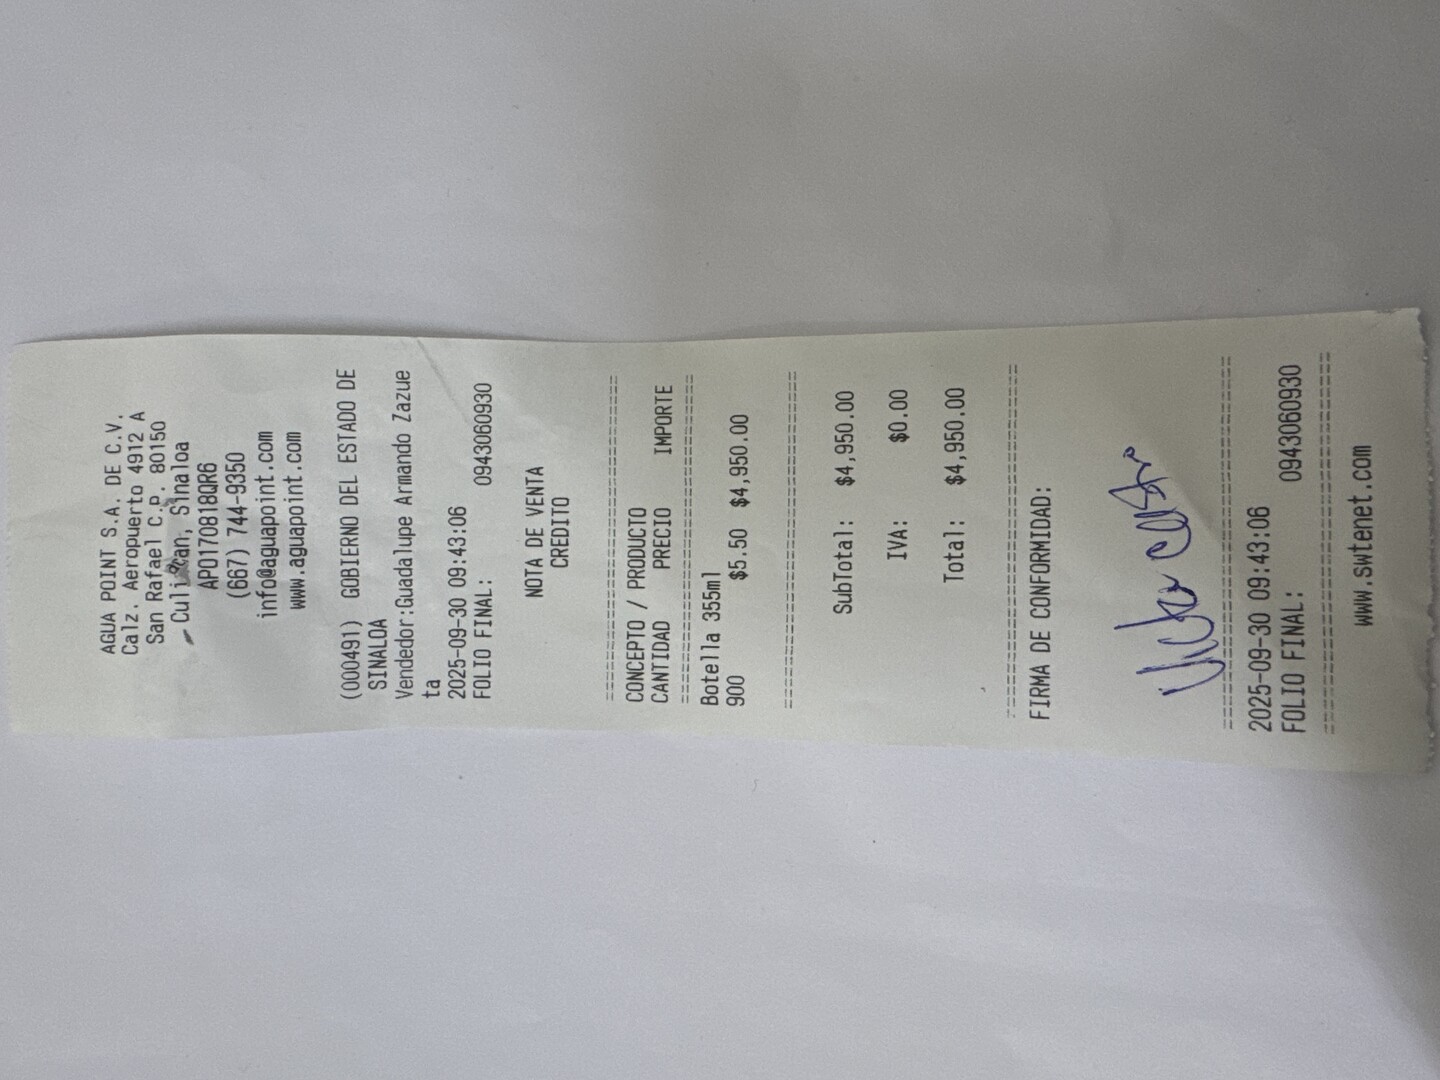 AGUA POINT S.A. DE C.V.
Calz. Aeropuerto 4912 A
San Rafael C.P. 80150
Culiacan, Sinaloa
APO170818QR6
(667) 744-9350
info@aguapoint.com
www.aguapoint.com
(000491) GOBIERNO DEL ESTADO DE
SINALOA
Vendedor:Guadalupe Armando Zazue
ta
2025-09-30 09:43:06
FOLIO FINAL: 0943060930
NOTA DE VENTA
CREDITO
CONCEPTO / PRODUCTO
CANTIDAD PRECIO IMPORTE
Botella 355ml
900 $5.50 $4,950.00
SubTotal: $4,950.00
IVA: $0.00
Total: $4,950.00
FIRMA DE CONFORMIDAD:
Victor Castro
2025-09-30 09:43:06
FOLIO FINAL: 0943060930
www.swtenet.com